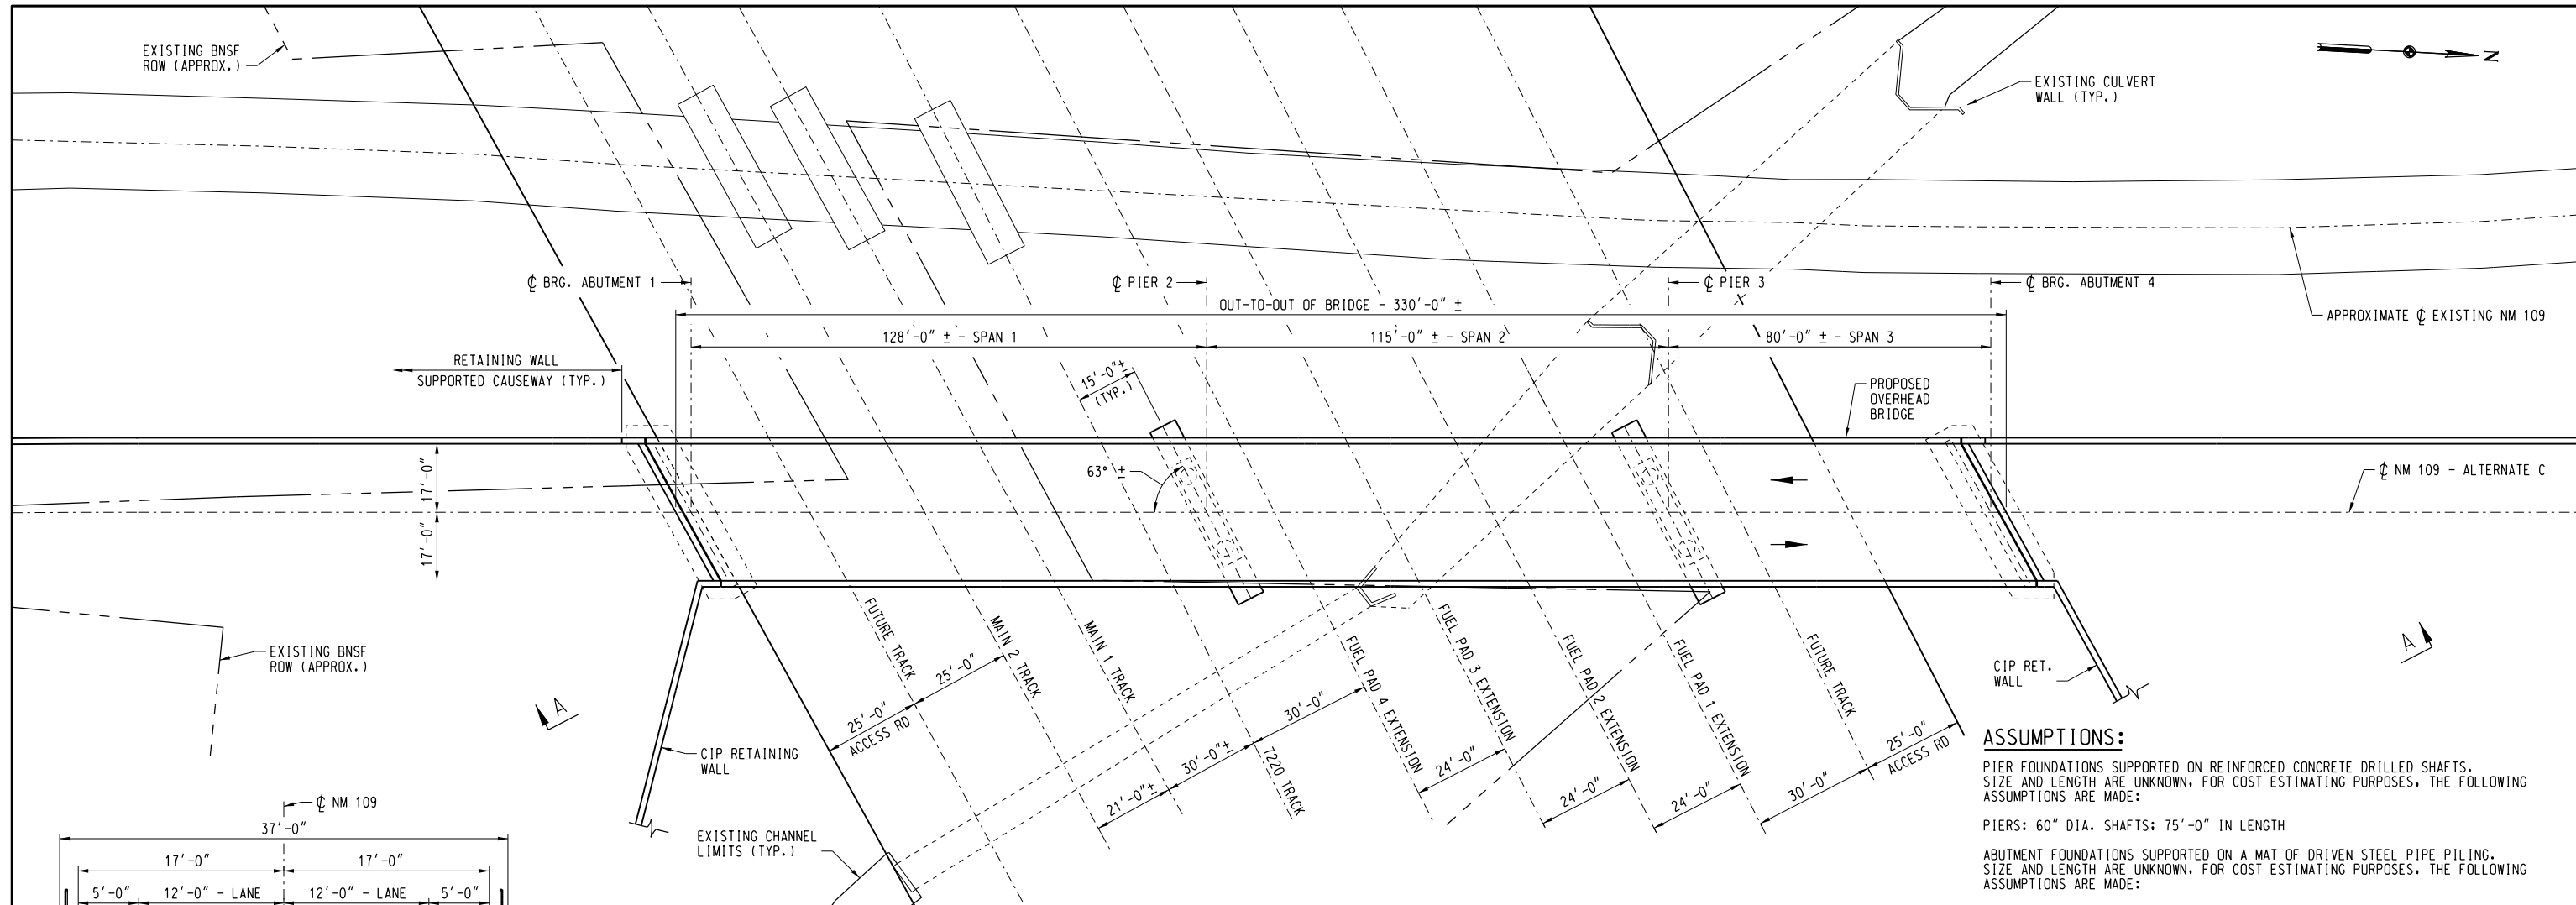 EXISTING BNSF
ROW (APPROX.)
EXISTING CULVERT
WALL (TYP.)
N
℄ BRG. ABUTMENT 1
℄ PIER 2
℄ PIER 3
X
℄ BRG. ABUTMENT 4
OUT-TO-OUT OF BRIDGE - 330'-0" ±
APPROXIMATE ℄ EXISTING NM 109
128'-0" ± - SPAN 1
115'-0" ± - SPAN 2
80'-0" ± - SPAN 3
RETAINING WALL
SUPPORTED CAUSEWAY (TYP.)
15'-0"±
(TYP.)
PROPOSED
OVERHEAD
BRIDGE
17'-0"
17'-0"
63° ±
℄ NM 109 - ALTERNATE C
FUTURE TRACK
MAIN 2 TRACK
MAIN 1 TRACK
7220 TRACK
FUEL PAD 4 EXTENSION
FUEL PAD 3 EXTENSION
FUEL PAD 2 EXTENSION
FUEL PAD 1 EXTENSION
FUTURE TRACK
EXISTING BNSF
ROW (APPROX.)
A
A
CIP RET.
WALL
25'-0"
ACCESS RD
25'-0"
21'-0"±
30'-0"±
30'-0"
24'-0"
24'-0"
24'-0"
30'-0"
25'-0"
ACCESS RD
CIP RETAINING
WALL
EXISTING CHANNEL
LIMITS (TYP.)
℄ NM 109
37'-0"
17'-0"
17'-0"
5'-0"
12'-0" - LANE
12'-0" - LANE
5'-0"
ASSUMPTIONS:
PIER FOUNDATIONS SUPPORTED ON REINFORCED CONCRETE DRILLED SHAFTS.
SIZE AND LENGTH ARE UNKNOWN. FOR COST ESTIMATING PURPOSES, THE FOLLOWING
ASSUMPTIONS ARE MADE:
PIERS: 60" DIA. SHAFTS; 75'-0" IN LENGTH
ABUTMENT FOUNDATIONS SUPPORTED ON A MAT OF DRIVEN STEEL PIPE PILING.
SIZE AND LENGTH ARE UNKNOWN. FOR COST ESTIMATING PURPOSES, THE FOLLOWING
ASSUMPTIONS ARE MADE: